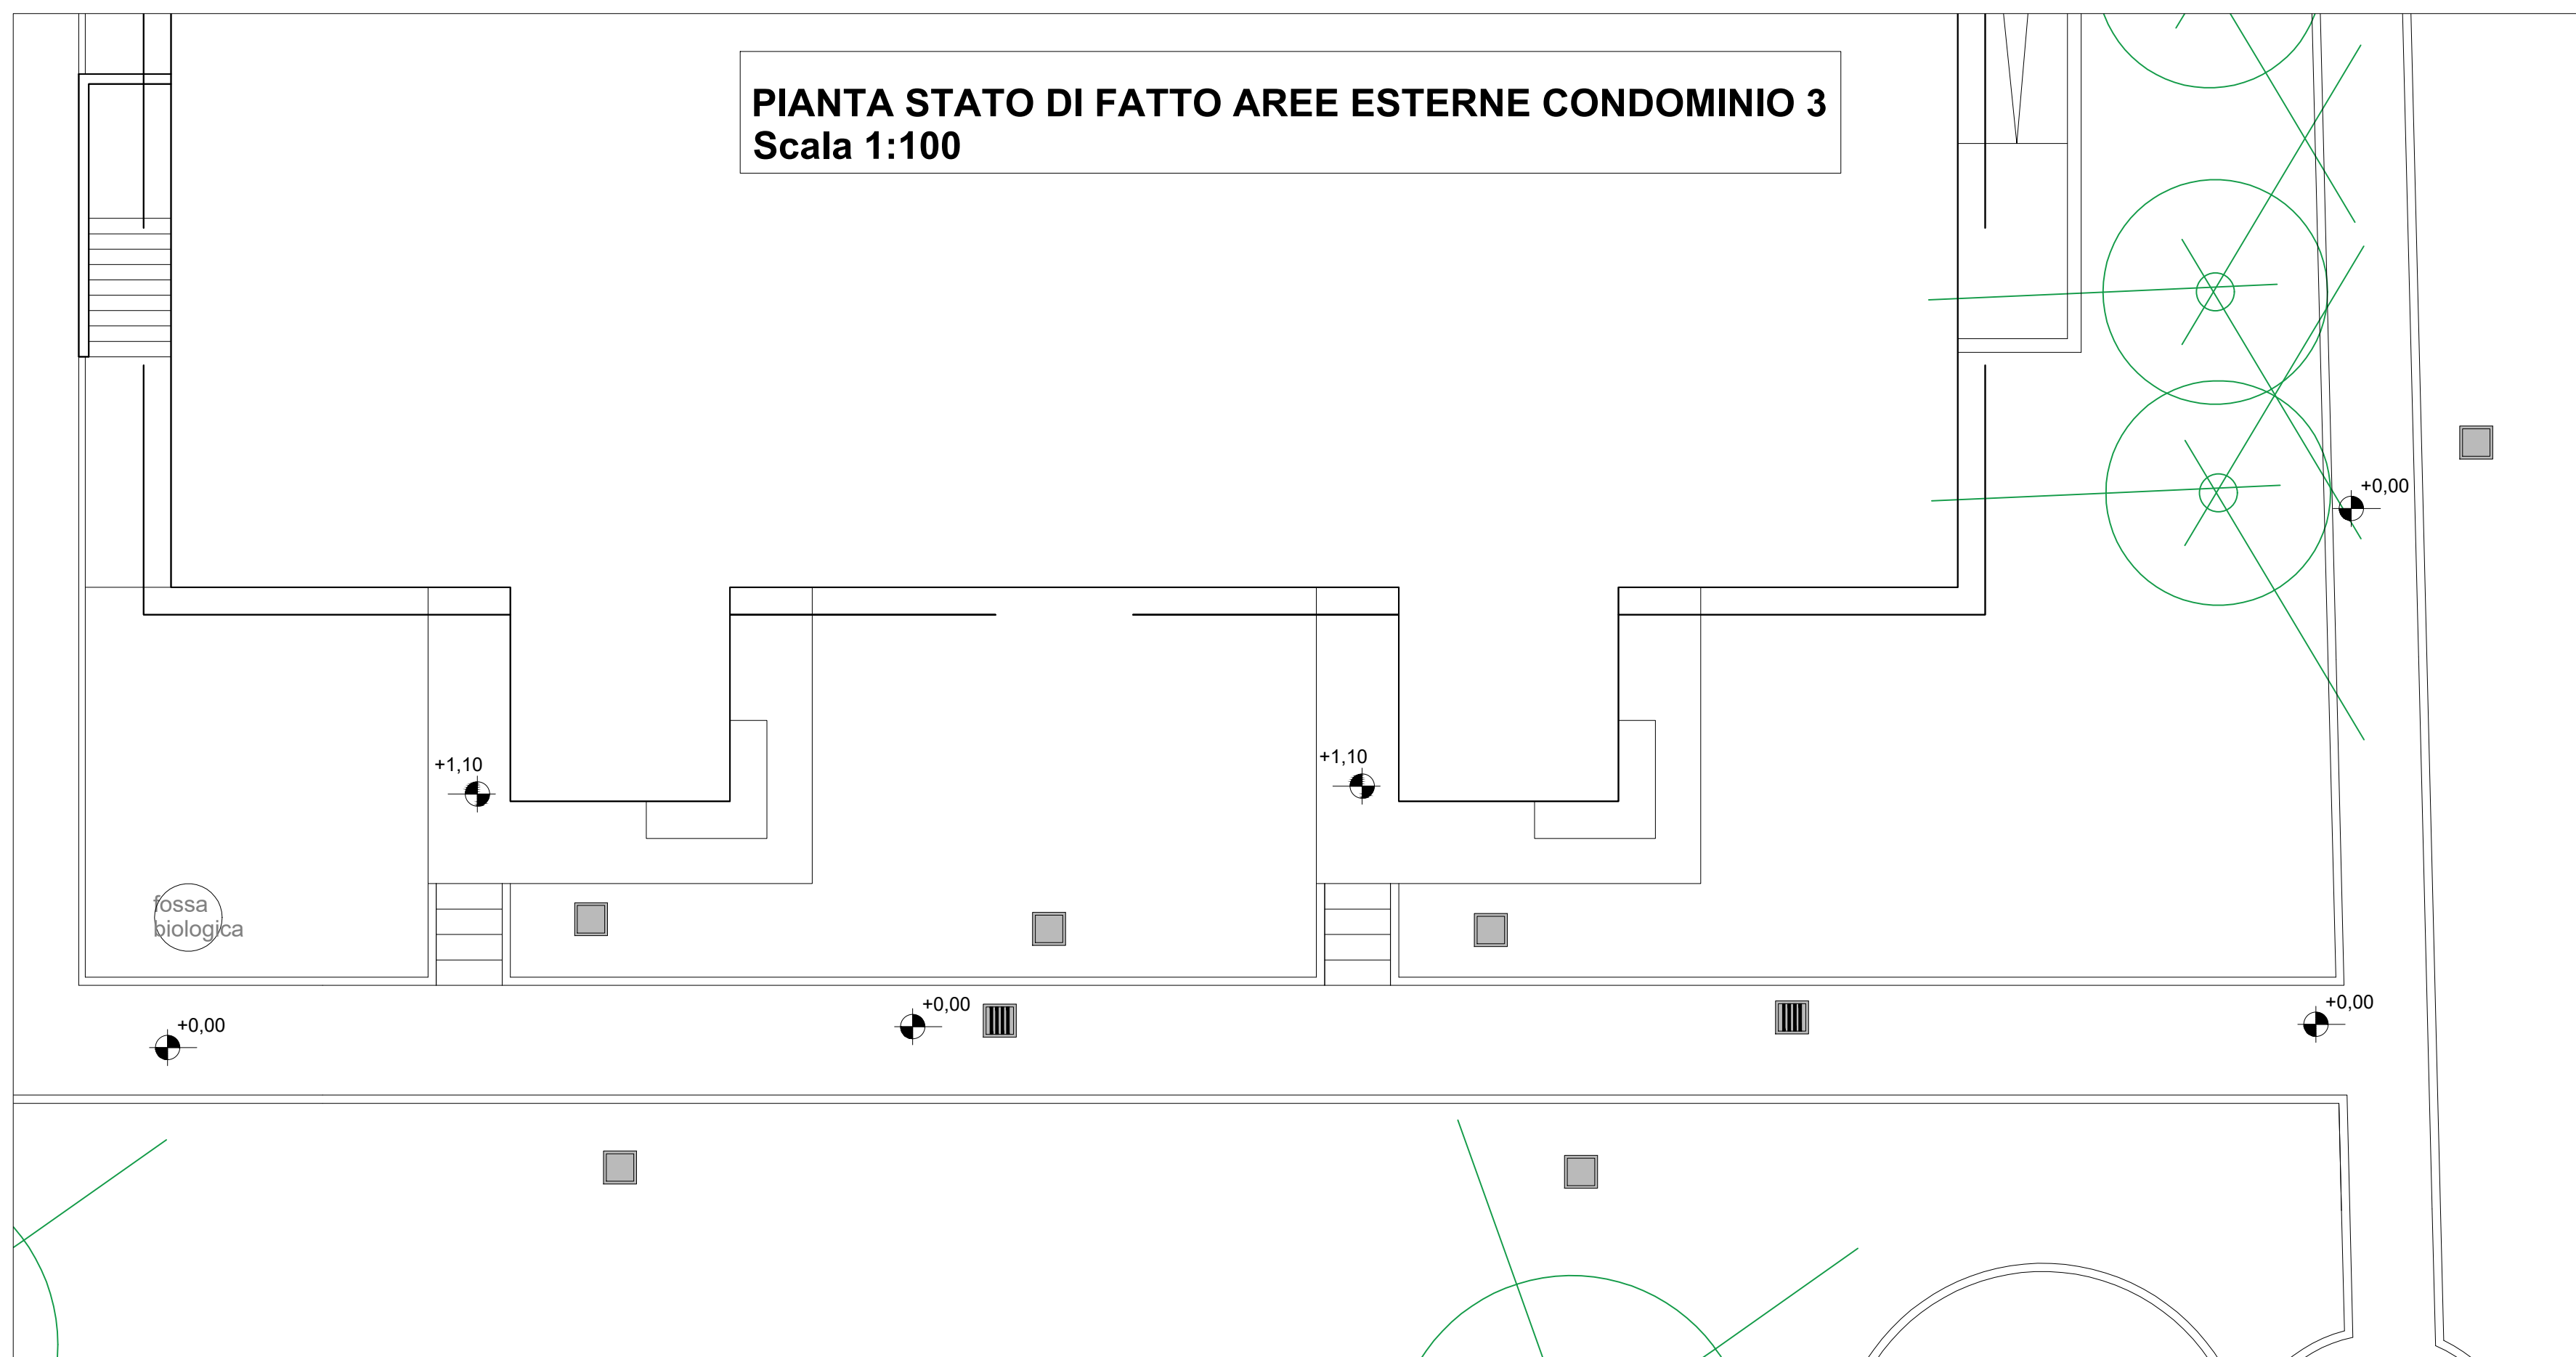 PIANTA STATO DI FATTO AREE ESTERNE CONDOMINIO 3
Scala 1:100
+0,00
+1,10
+1,10
fossa
biologica
+0,00
+0,00
+0,00